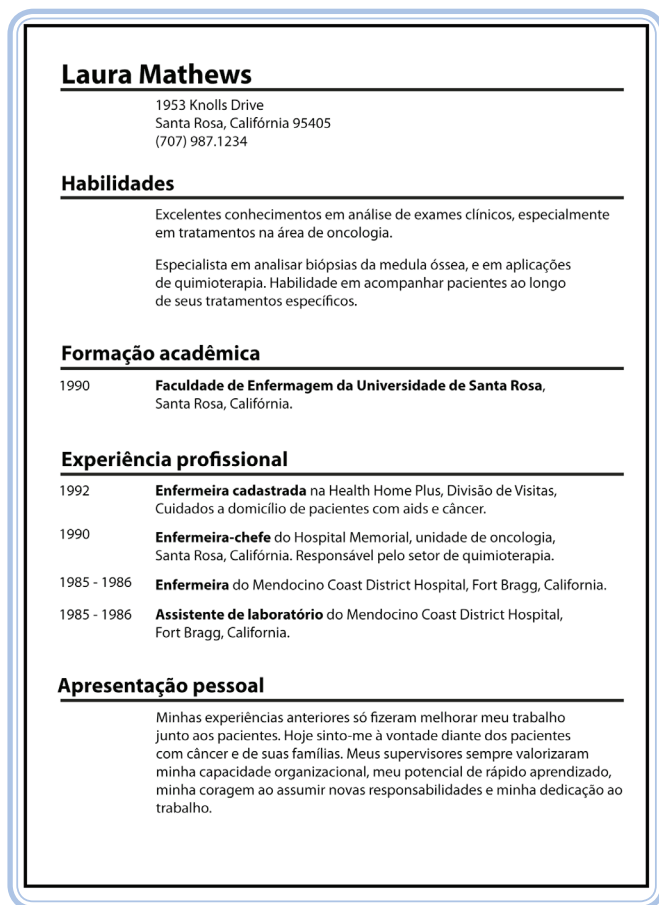 Laura Mathews
1953 Knolls Drive
Santa Rosa, Califórnia 95405
(707) 987.1234
Habilidades
Excelentes conhecimentos em análise de exames clínicos, especialmente
em tratamentos na área de oncologia.
Especialista em analisar biópsias da medula óssea, e em aplicações
de quimioterapia. Habilidade em acompanhar pacientes ao longo
de seus tratamentos específicos.
Formação acadêmica
1990 Faculdade de Enfermagem da Universidade de Santa Rosa,
Santa Rosa, Califórnia.
Experiência profissional
1992 Enfermeira cadastrada na Health Home Plus, Divisão de Visitas,
Cuidados a domicílio de pacientes com aids e câncer.
1990 Enfermeira-chefe do Hospital Memorial, unidade de oncologia,
Santa Rosa, Califórnia. Responsável pelo setor de quimioterapia.
1985 - 1986 Enfermeira do Mendocino Coast District Hospital, Fort Bragg, California.
1985 - 1986 Assistente de laboratório do Mendocino Coast District Hospital,
Fort Bragg, California.
Apresentação pessoal
Minhas experiências anteriores só fizeram melhorar meu trabalho
junto aos pacientes. Hoje sinto-me à vontade diante dos pacientes
com câncer e de suas famílias. Meus supervisores sempre valorizaram
minha capacidade organizacional, meu potencial de rápido aprendizado,
minha coragem ao assumir novas responsabilidades e minha dedicação ao
trabalho.